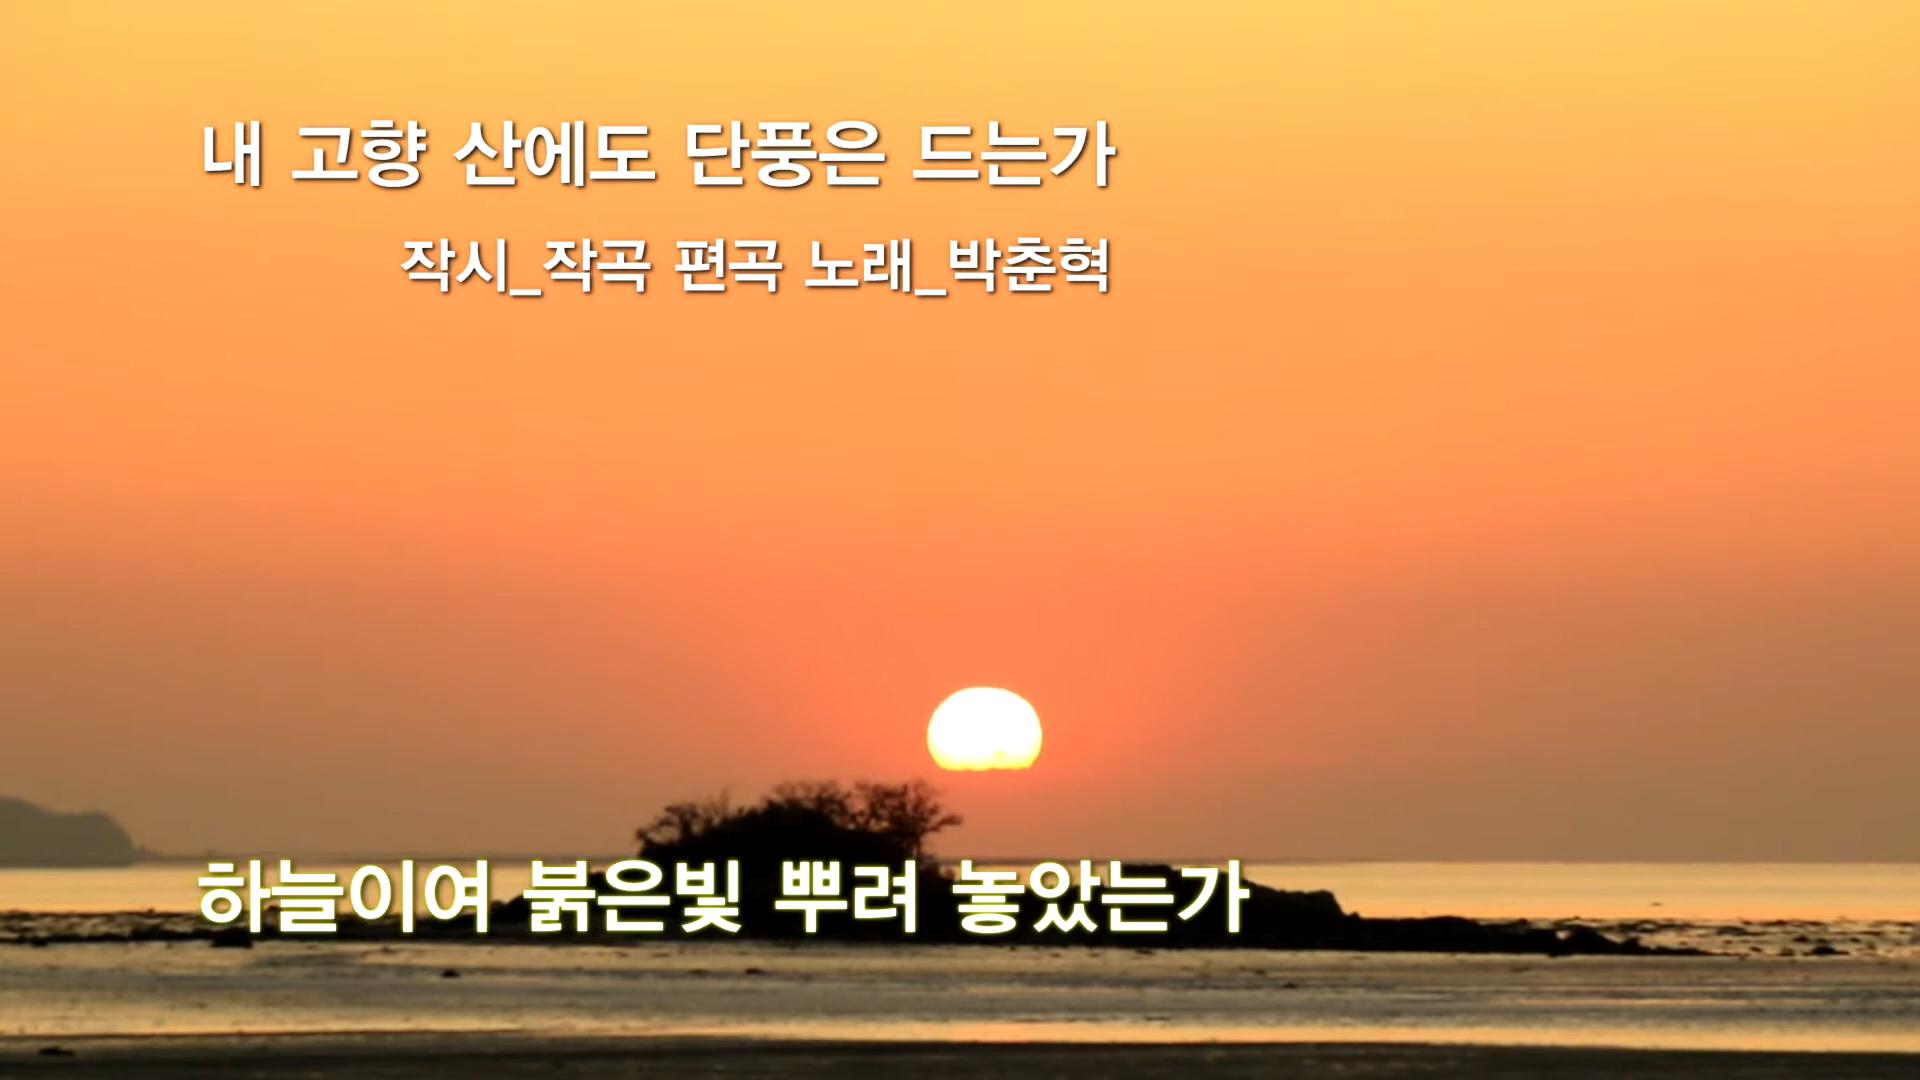 내 고향 산에도 단풍은 드는가
작시_작곡 편곡 노래_박춘혁
하늘이여 붉은빛 뿌려 놓았는가